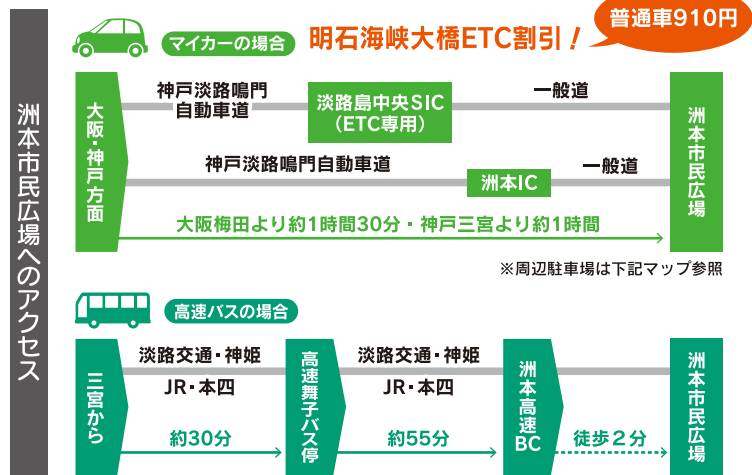 洲本市民広場へのアクセス
マイカーの場合
明石海峡大橋ETC割引！
普通車910円
大阪・神戸方面
神戸淡路鳴門
自動車道
淡路島中央SIC
（ETC専用）
一般道
神戸淡路鳴門自動車道
洲本IC
一般道
洲本市民広場
大阪梅田より約1時間30分・神戸三宮より約1時間
※周辺駐車場は下記マップ参照
高速バスの場合
三宮から
淡路交通・神姫
JR・本四
約30分
高速舞子バス停
淡路交通・神姫
JR・本四
約55分
洲本高速BC
徒歩2分
洲本市民広場